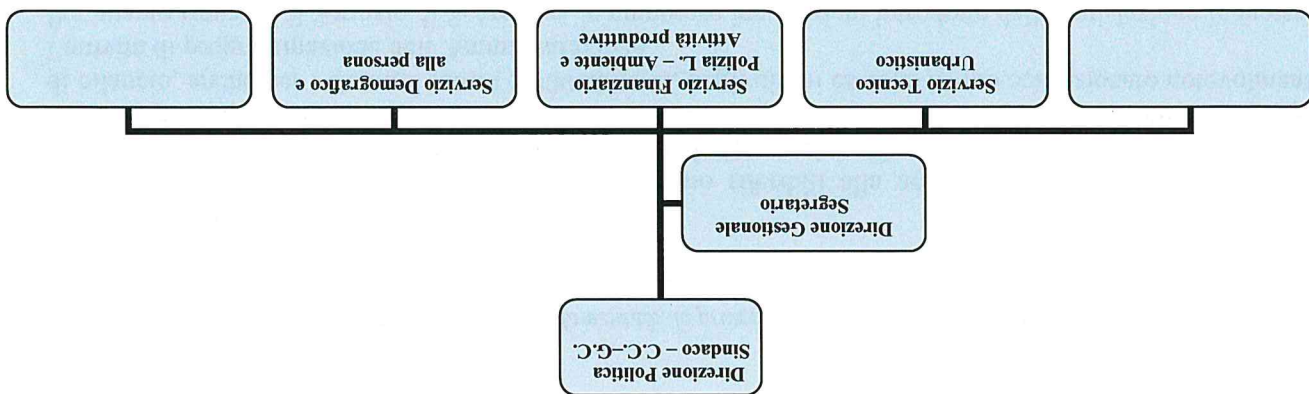 Direzione Politica
Sindaco – C.C.–G.C.
Direzione Gestionale
Segretario
Servizio Tecnico
Urbanistico
Servizio Finanziario
Polizia L. – Ambiente e
Attività produttive
Servizio Demografico e
alla persona